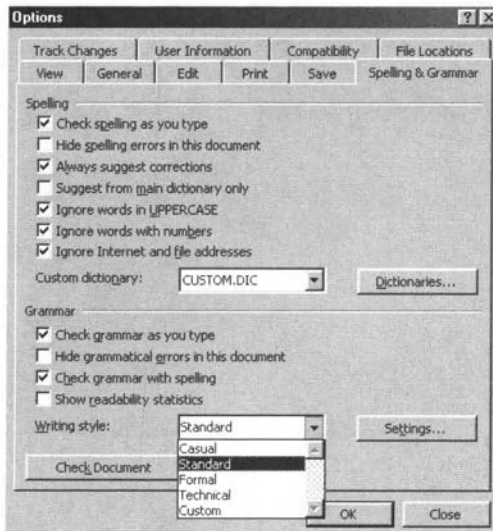 Options
Track Changes User Information Compatibility File Locations
View General Edit Print Save Spelling & Grammar
Spelling
Check spelling as you type
Hide spelling errors in this document
Always suggest corrections
Suggest from main dictionary only
Ignore words in UPPERCASE
Ignore words with numbers
Ignore Internet and file addresses
Custom dictionary: CUSTOM.DIC Dictionaries...
Grammar
Check grammar as you type
Hide grammatical errors in this document
Check grammar with spelling
Show readability statistics
Writing style: Standard Settings...
Casual
Check Document Standard
Formal
Technical
Custom
OK Close